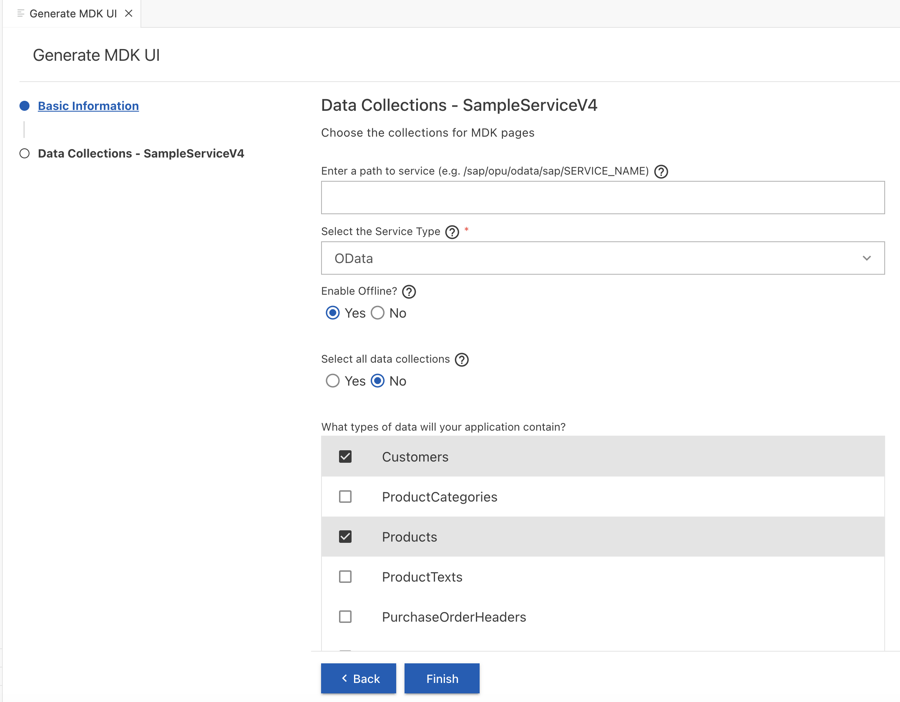 Generate MDK UI
Generate MDK UI
Basic Information
Data Collections - SampleServiceV4
Data Collections - SampleServiceV4
Choose the collections for MDK pages
Enter a path to service (e.g. /sap/opu/odata/sap/SERVICE_NAME)
Select the Service Type *
OData
Enable Offline?
Yes No
Select all data collections
Yes No
What types of data will your application contain?
Customers
ProductCategories
Products
ProductTexts
PurchaseOrderHeaders
Back Finish